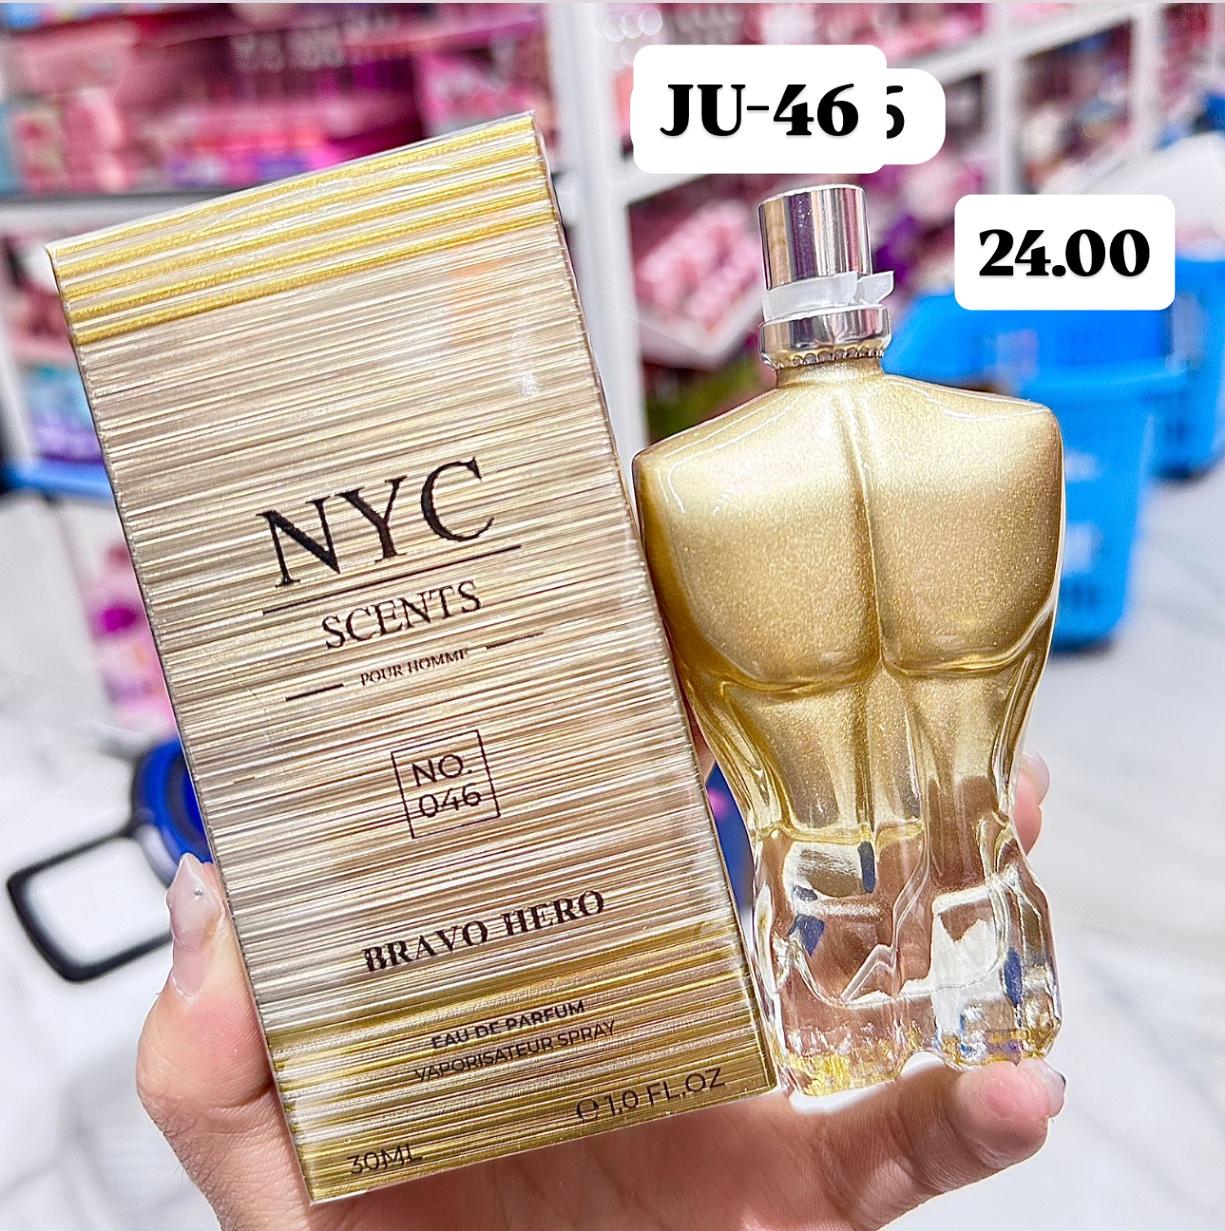 JU-46
5
24.00
NYC
SCENTS
POUR HOMME
NO.
046
BRAVO HERO
EAU DE PARFUM
VAPORISATEUR SPRAY
30ML ℮ 1.0 FL.OZ